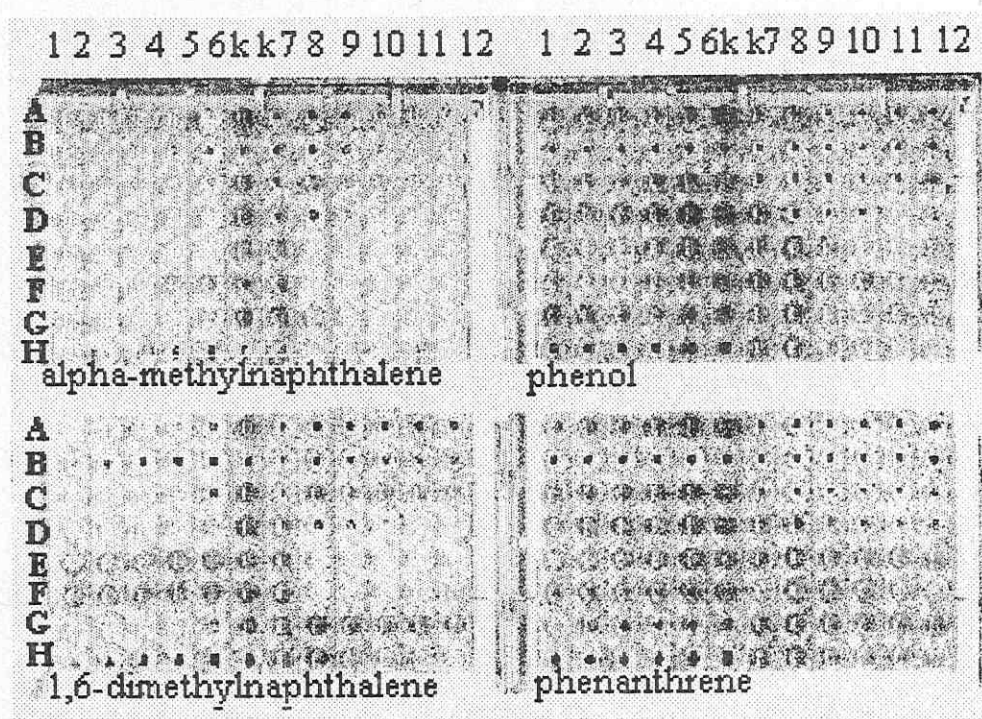 1 2 3 4 5 6 k k 7 8 9 10 11 12 1 2 3 4 5 6 k k 7 8 9 10 11 12
A
B
C
D
E
F
G
H
alpha-methylnaphthalene phenol
A
B
C
D
E
F
G
H
1,6-dimethylnaphthalene phenanthrene